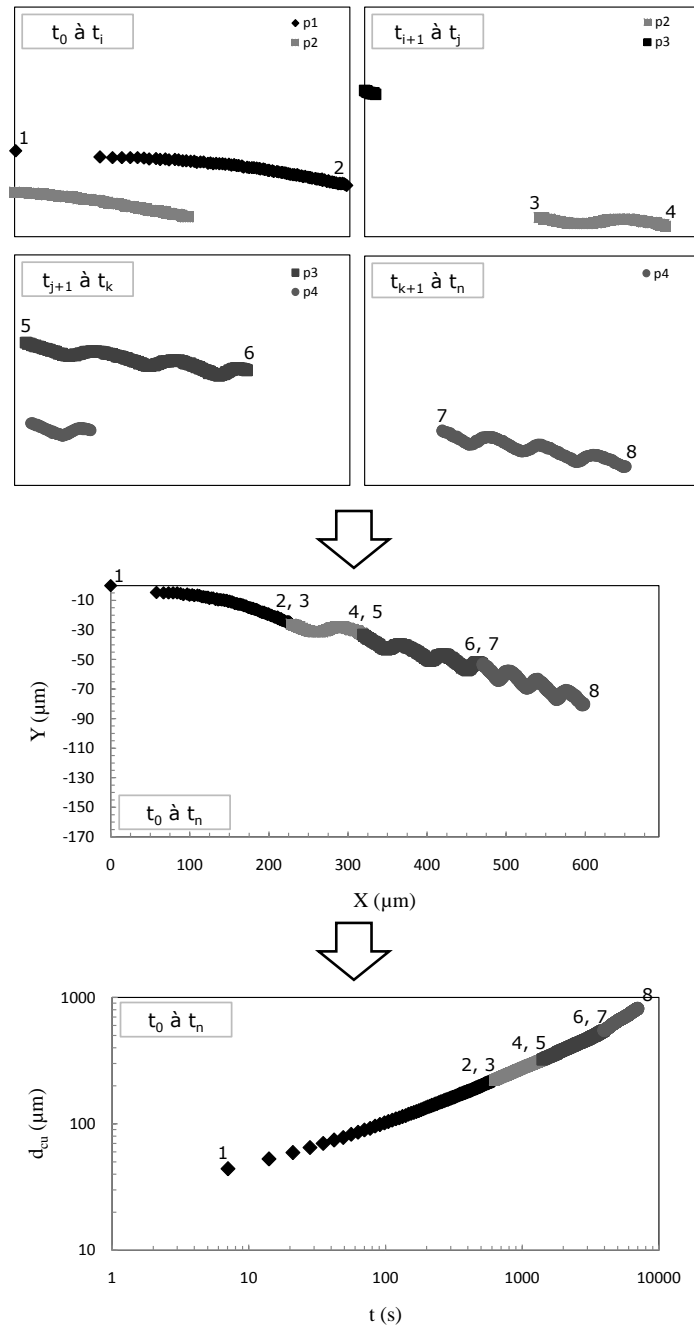 t0 à ti
p1
p2
1
2
ti+1 à tj
p2
p3
3
4
tj+1 à tk
p3
p4
5
6
tk+1 à tn
p4
7
8
1
-10
-30
-50
-70
-90
-110
-130
-150
-170
Y (µm)
2, 3
4, 5
6, 7
8
t0 à tn
0
100
200
300
400
500
600
X (µm)
1000
100
10
dcu (µm)
t0 à tn
1
2, 3
4, 5
6, 7
8
1
10
100
1000
10000
t (s)